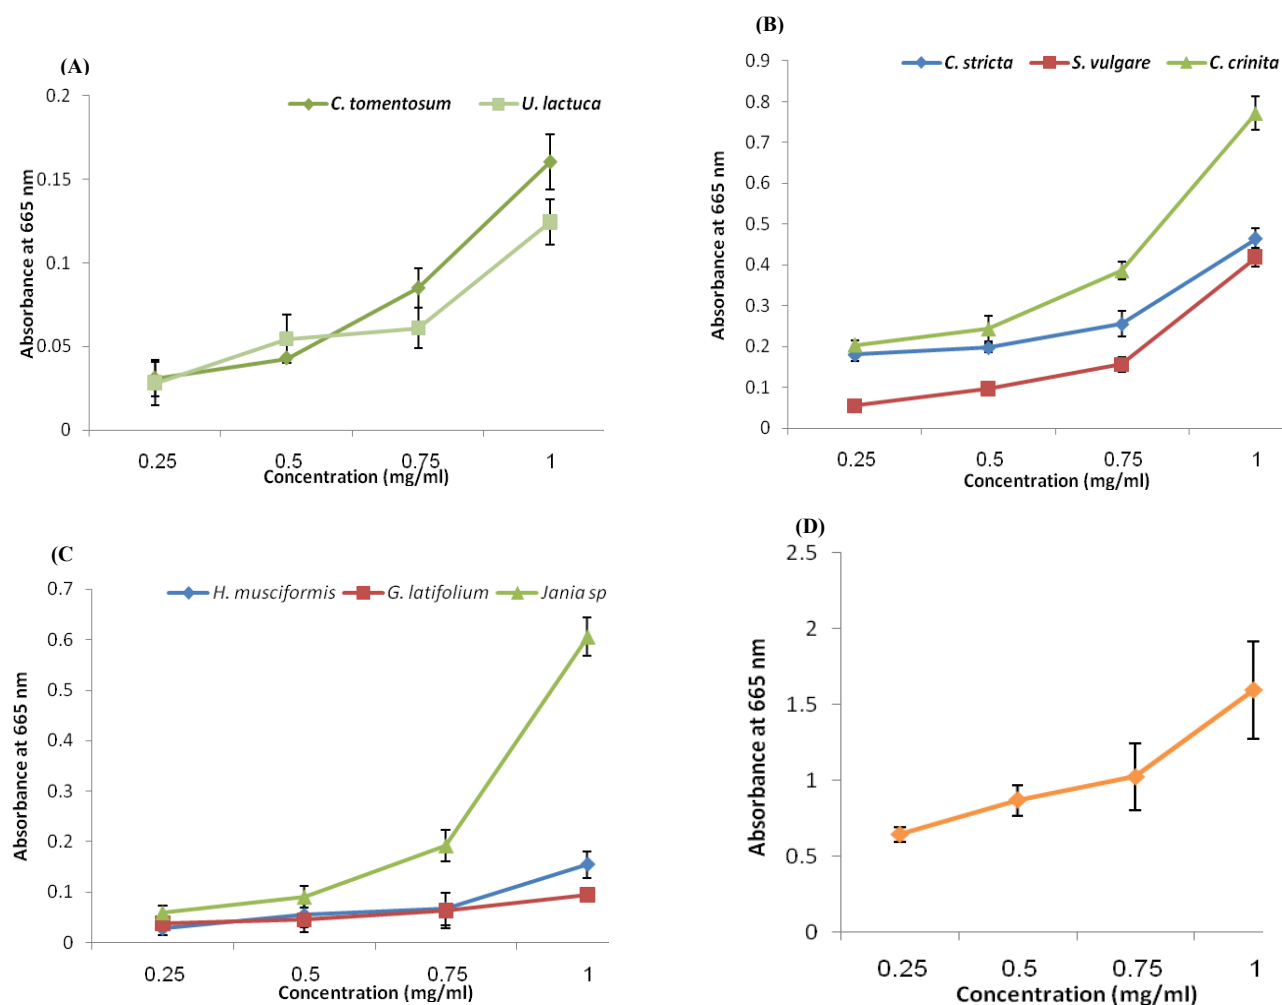 (A)
C. tomentosum U. lactuca
Absorbance at 665 nm
0.2
0.15
0.1
0.05
0
0.25 0.5 0.75 1
Concentration (mg/ml)
(B)
C. stricta S. vulgare C. crinita
Absorbance at 665 nm
0.9
0.8
0.7
0.6
0.5
0.4
0.3
0.2
0.1
0
0.25 0.5 0.75 1
Concentration (mg/ml)
(C
H. musciformis G. latifolium Jania sp
Absorbance at 665 nm
0.7
0.6
0.5
0.4
0.3
0.2
0.1
0
0.25 0.5 0.75 1
Concentration (mg/ml)
(D)
Absorbance at 665 nm
2.5
2
1.5
1
0.5
0
0.25 0.5 0.75 1
Concentration (mg/ml)